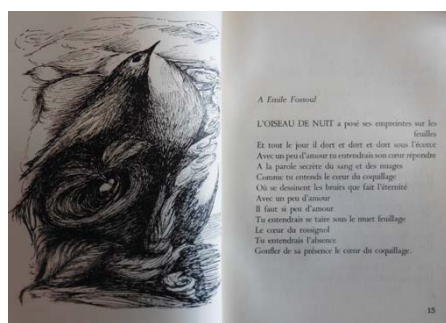 A Emile Fontoul
L'OISEAU DE NUIT a posé ses empreintes sur les
feuilles
Et tout le jour il dort et dort et dort sous l'écorce
Avec un peu d'amour tu entendrais son cœur répondre
A la parole secrète du sang et des nuages
Comme tu entends le cœur du coquillage
Où se dessinent les bruits que fait l'éternité
Avec un peu d'amour
Il faut si peu d'amour
Tu entendrais se taire sous le muet feuillage
Le cœur du rossignol
Tu entendrais l'absence
Gonfler de sa présence le cœur du coquillage.
15